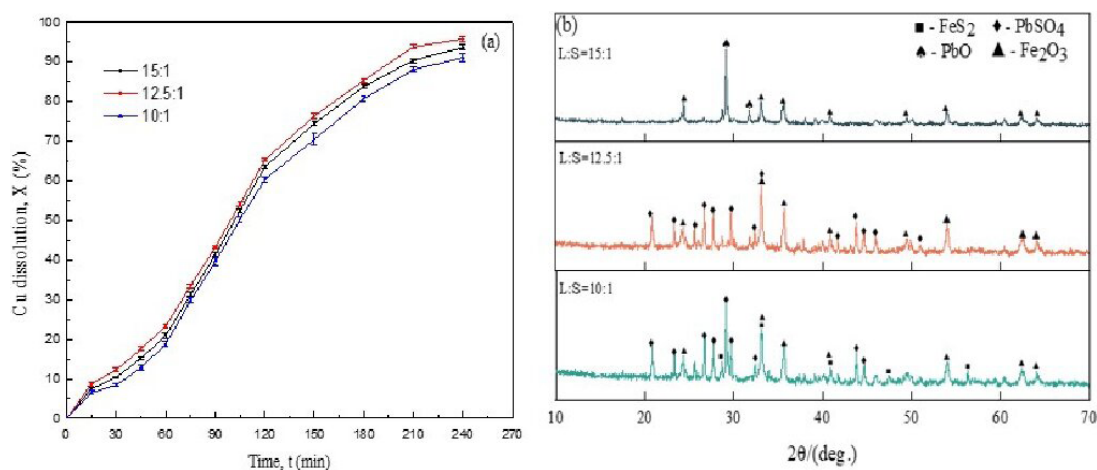 (a)
100
90
80
70
60
50
40
30
20
10
0
Cu dissolution, X (%)
15:1
12.5:1
10:1
0 30 60 90 120 150 180 210 240 270
Time, t (min)
(b)
- FeS2 - PbSO4
- PbO - Fe2O3
L:S=15:1
L:S=12.5:1
L:S=10:1
10 20 30 40 50 60 70
2θ/(deg.)